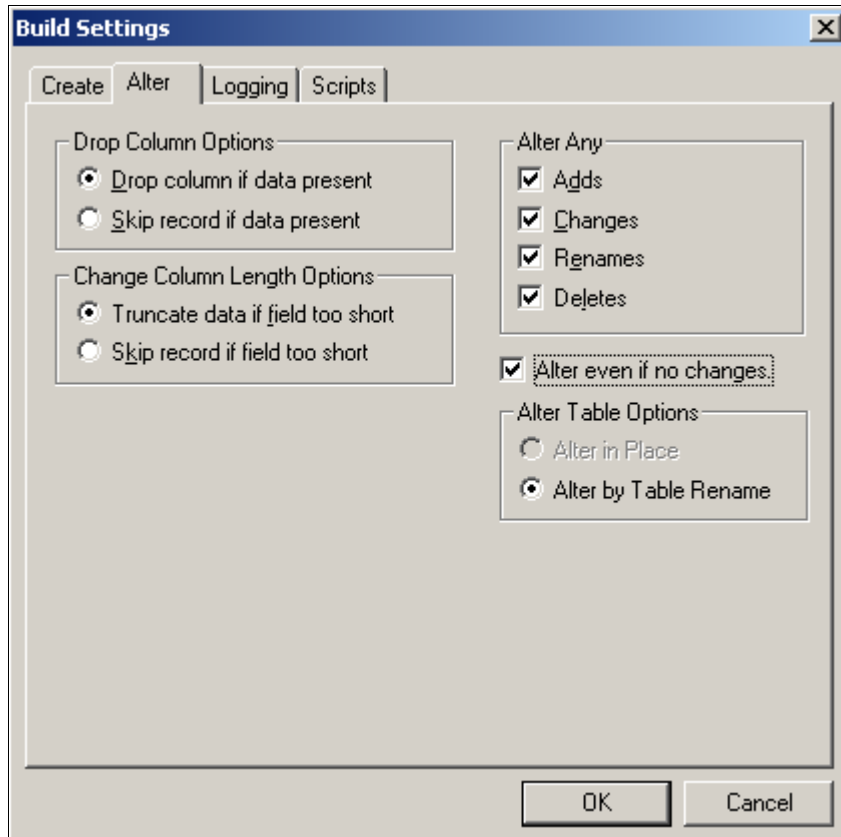 Build Settings
Create
Alter
Logging
Scripts
Drop Column Options
Drop column if data present
Skip record if data present
Change Column Length Options
Truncate data if field too short
Skip record if field too short
Alter Any
Adds
Changes
Renames
Deletes
Alter even if no changes.
Alter Table Options
Alter in Place
Alter by Table Rename
OK
Cancel